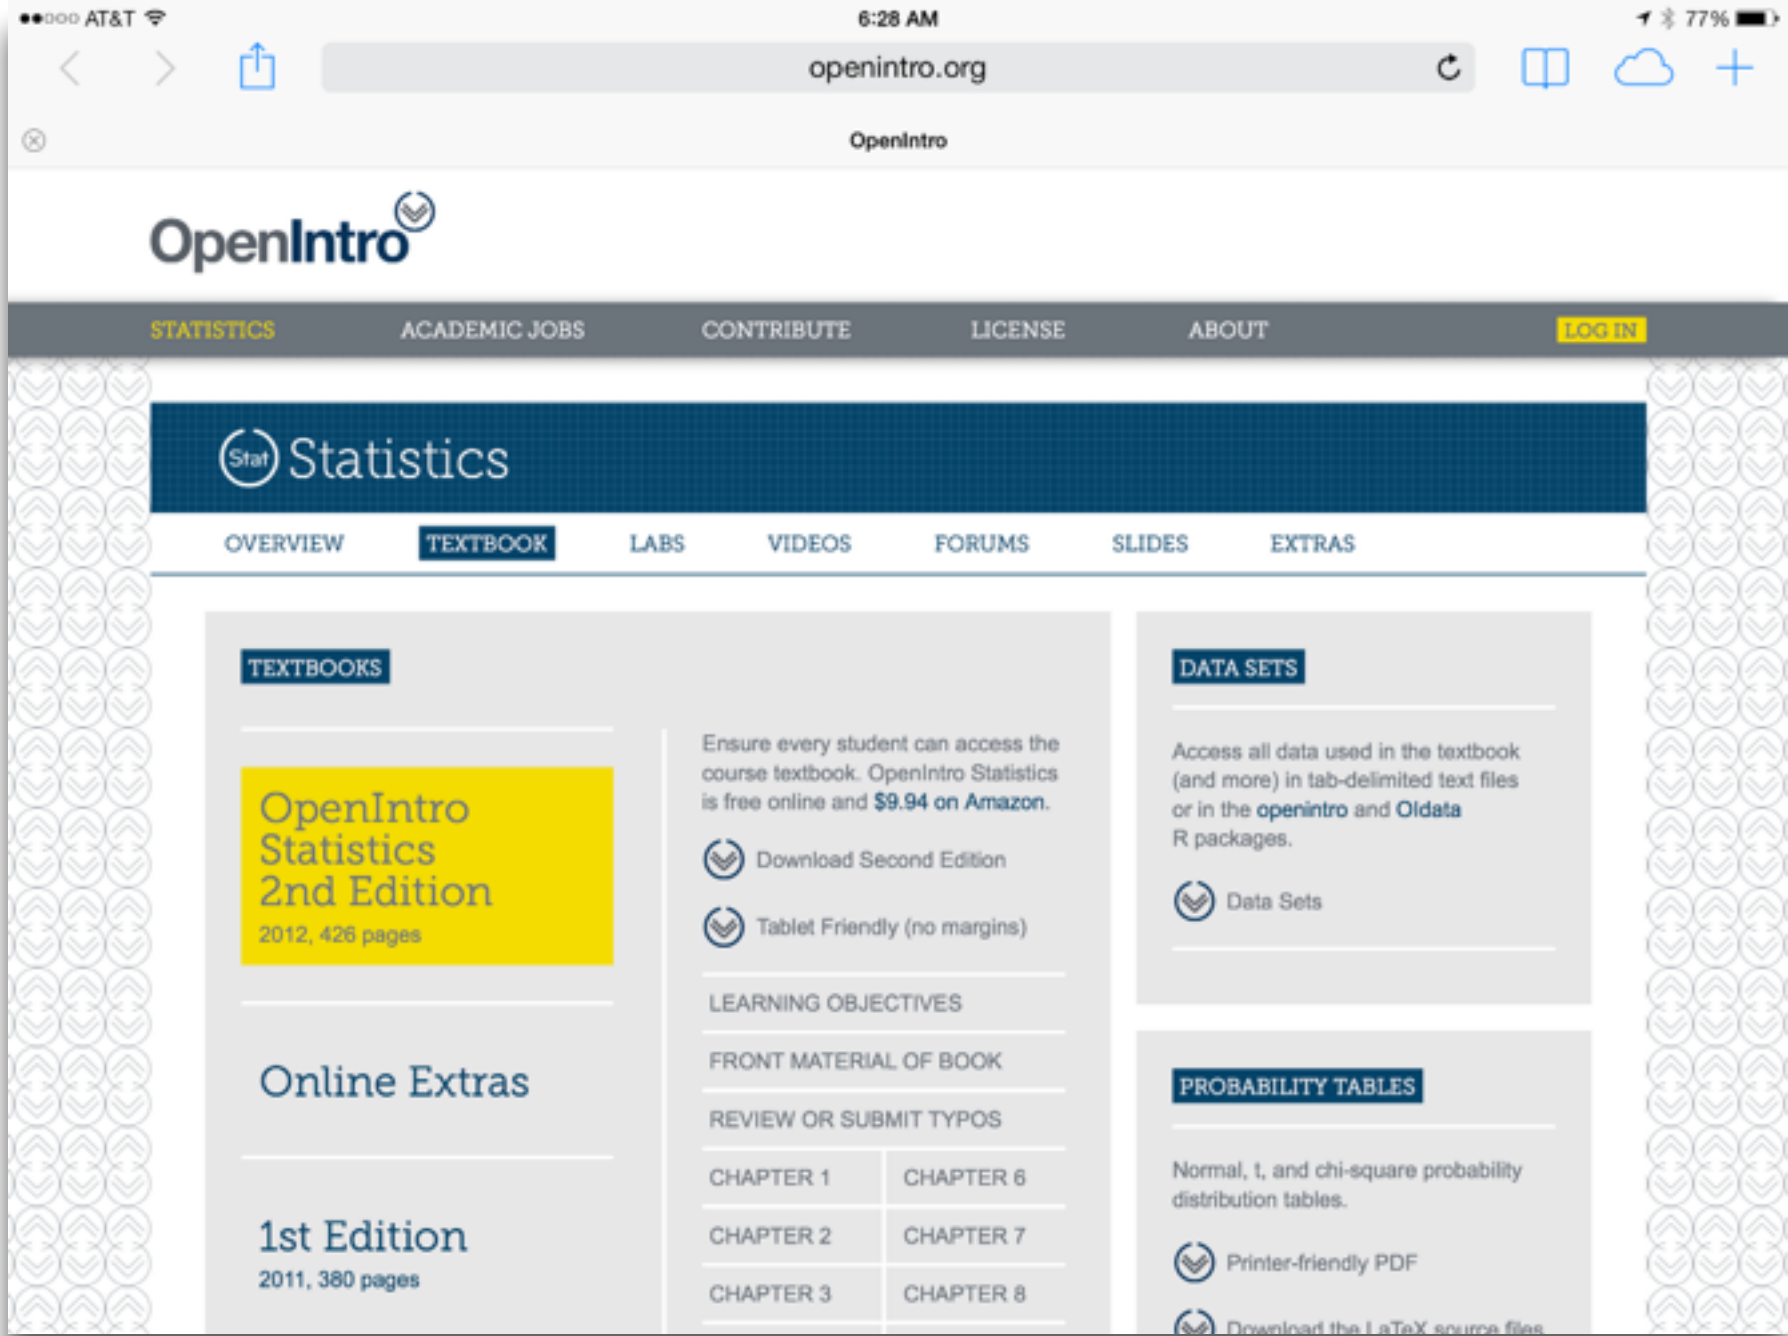 AT&T
6:28 AM
77%
openintro.org
OpenIntro
OpenIntro
STATISTICS ACADEMIC JOBS CONTRIBUTE LICENSE ABOUT LOG IN
Stat Statistics
OVERVIEW TEXTBOOK LABS VIDEOS FORUMS SLIDES EXTRAS
TEXTBOOKS
OpenIntro
Statistics
2nd Edition
2012, 426 pages
Online Extras
1st Edition
2011, 380 pages
Ensure every student can access the
course textbook. OpenIntro Statistics
is free online and $9.94 on Amazon.
Download Second Edition
Tablet Friendly (no margins)
LEARNING OBJECTIVES
FRONT MATERIAL OF BOOK
REVIEW OR SUBMIT TYPOS
CHAPTER 1 CHAPTER 6
CHAPTER 2 CHAPTER 7
CHAPTER 3 CHAPTER 8
DATA SETS
Access all data used in the textbook
(and more) in tab-delimited text files
or in the openintro and OIdata
R packages.
Data Sets
PROBABILITY TABLES
Normal, t, and chi-square probability
distribution tables.
Printer-friendly PDF
Download the LaTeX source files